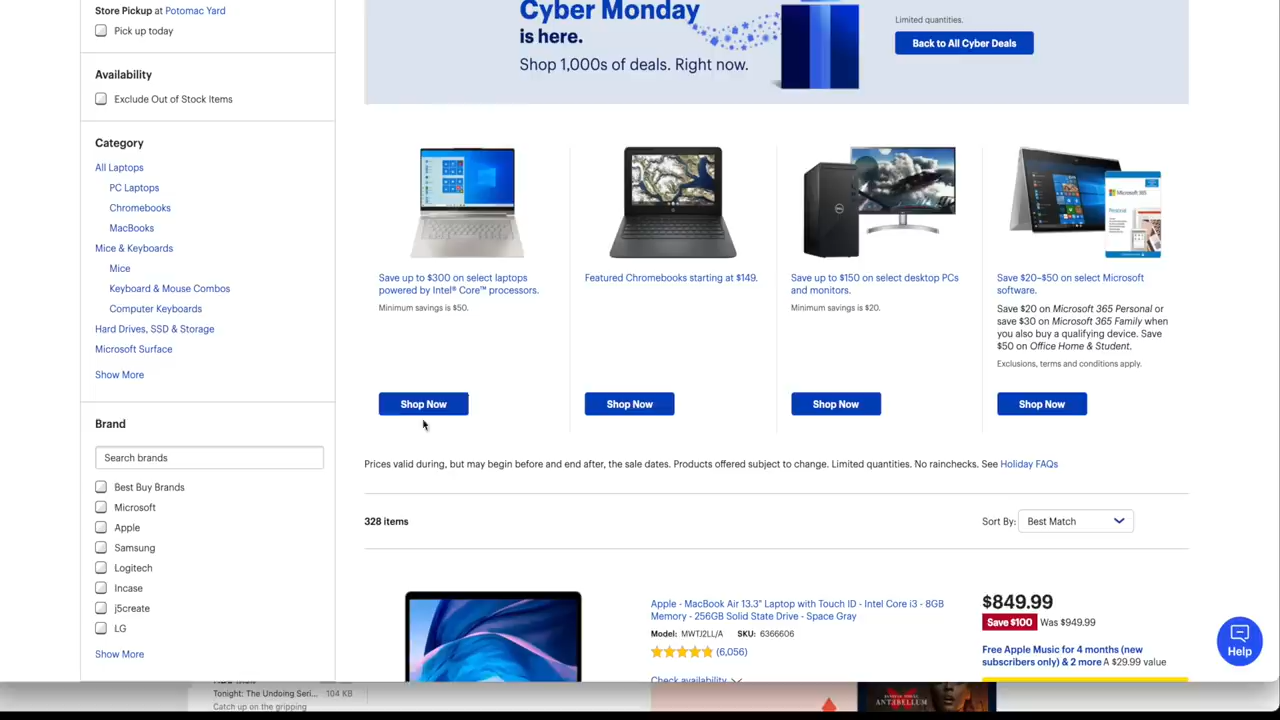 Store Pickup at Potomac Yard
Pick up today
Availability
Exclude Out of Stock Items
Category
All Laptops
PC Laptops
Chromebooks
MacBooks
Mice & Keyboards
Mice
Keyboard & Mouse Combos
Computer Keyboards
Hard Drives, SSD & Storage
Microsoft Surface
Show More
Brand
Search brands
Best Buy Brands
Microsoft
Apple
Samsung
Logitech
Incase
j5create
LG
Show More
Cyber Monday
is here.
Shop 1,000s of deals. Right now.
Limited quantities.
Back to All Cyber Deals
Save up to $300 on select laptops
powered by Intel® Core™ processors.
Minimum savings is $50.
Shop Now
Featured Chromebooks starting at $149.
Shop Now
Save up to $150 on select desktop PCs
and monitors.
Minimum savings is $20.
Shop Now
Microsoft 365
Personal
Save $20–$50 on select Microsoft
software.
Save $20 on Microsoft 365 Personal or
save $30 on Microsoft 365 Family when
you also buy a qualifying device. Save
$50 on Office Home & Student.
Exclusions, terms and conditions apply.
Shop Now
Prices valid during, but may begin before and end after, the sale dates. Products offered subject to change. Limited quantities. No rainchecks. See Holiday FAQs
328 items
Sort By: Best Match
Apple - MacBook Air 13.3" Laptop with Touch ID - Intel Core i3 - 8GB
Memory - 256GB Solid State Drive - Space Gray
Model: MWTJ2LL/A SKU: 6366606
(6,056)
Check availability
$849.99
Save $100 Was $949.99
Free Apple Music for 4 months (new
subscribers only) & 2 more A $29.99 value
Help
Tonight: The Undoing Seri... 104 KB
Catch up on the gripping
ANTEBELLUM